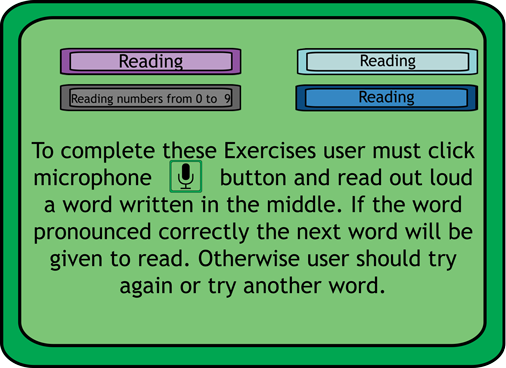 Reading
Reading
Reading numbers from 0 to 9
Reading
To complete these Exercises user must click
microphone button and read out loud
a word written in the middle. If the word
pronounced correctly the next word will be
given to read. Otherwise user should try
again or try another word.